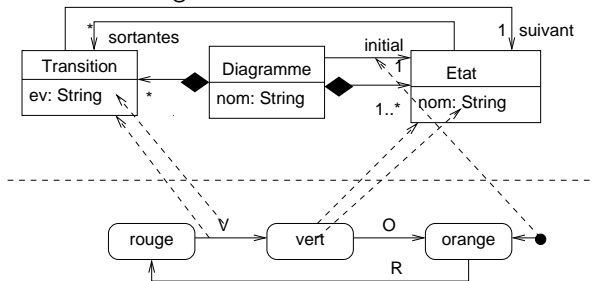 * sortantes 1 suivant
Transition Diagramme initial Etat
1
ev: String * nom: String 1..* nom: String
V O
rouge vert orange
R